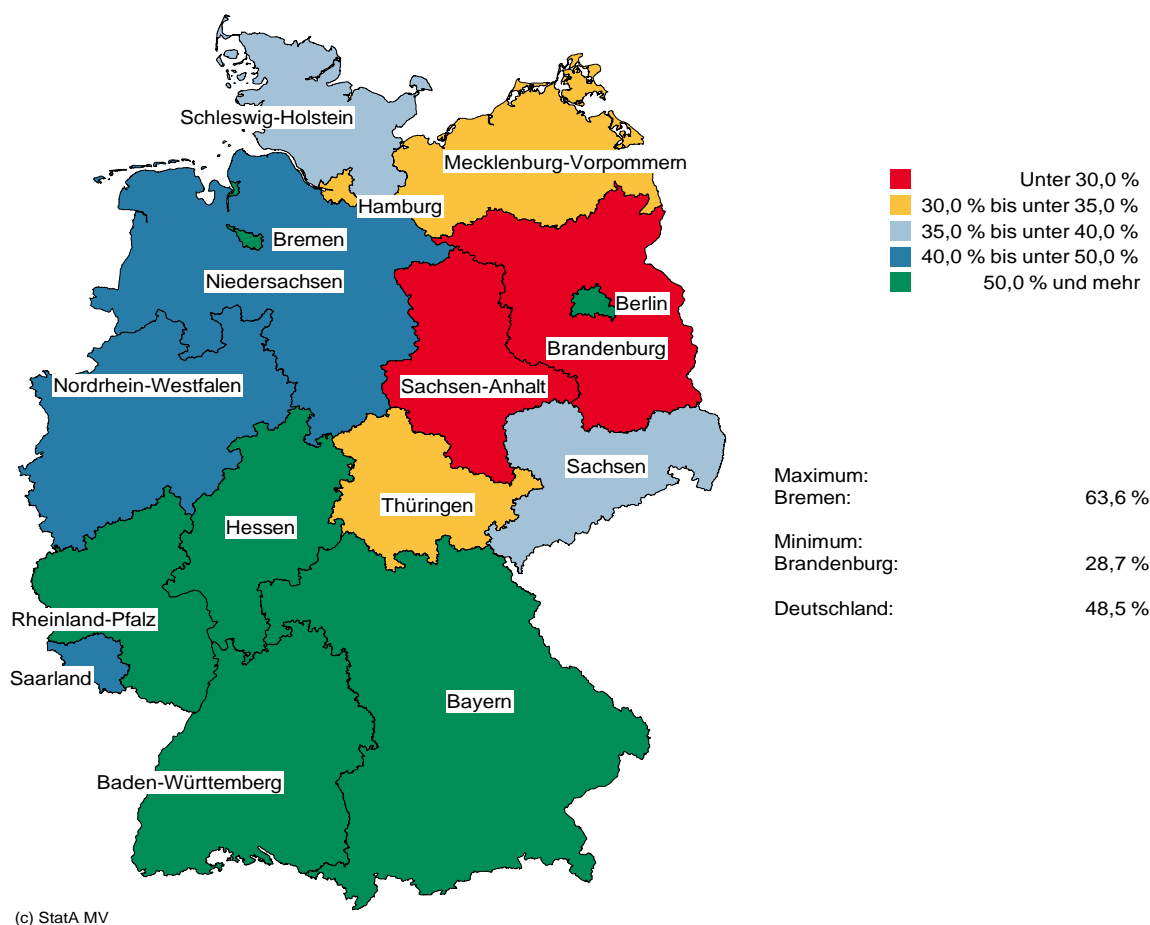 Schleswig-Holstein
Mecklenburg-Vorpommern
Hamburg
Bremen
Niedersachsen
Berlin
Brandenburg
Nordrhein-Westfalen
Sachsen-Anhalt
Sachsen
Thüringen
Hessen
Rheinland-Pfalz
Saarland
Bayern
Baden-Württemberg
Unter 30,0 %
30,0 % bis unter 35,0 %
35,0 % bis unter 40,0 %
40,0 % bis unter 50,0 %
50,0 % und mehr
Maximum:
Bremen: 63,6 %
Minimum:
Brandenburg: 28,7 %
Deutschland: 48,5 %
(c) StatA MV